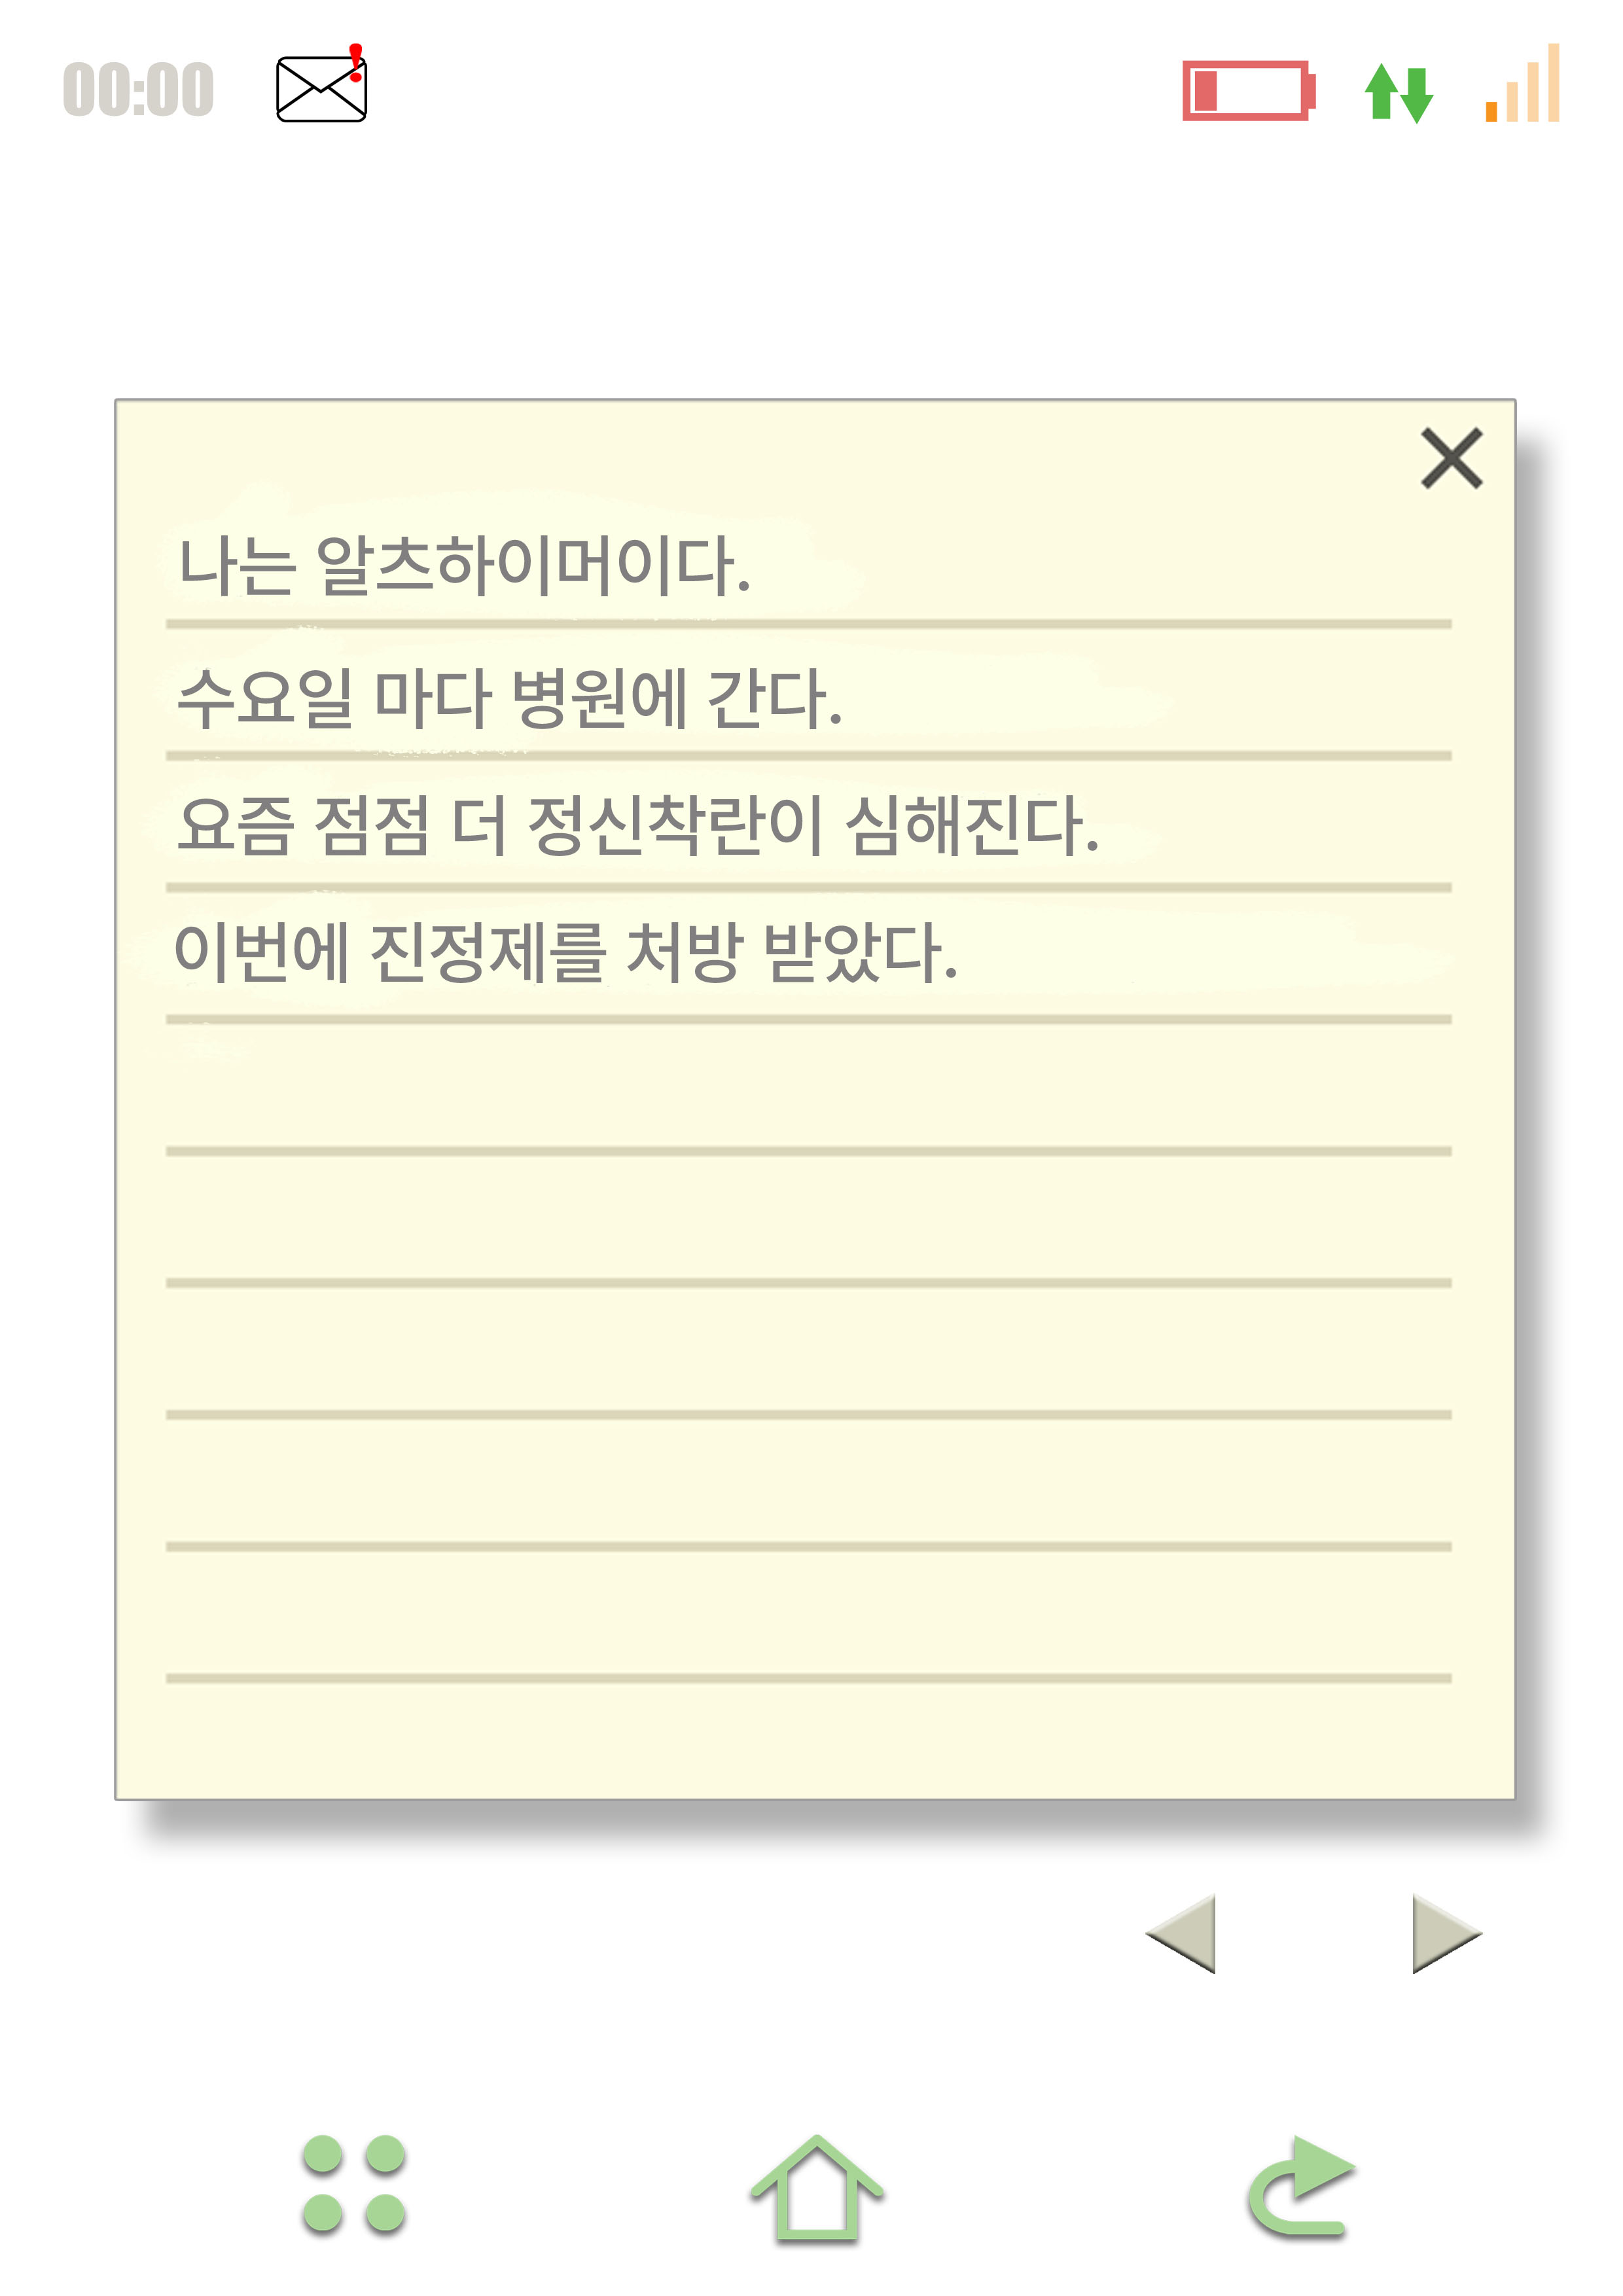 00:00
나는 알츠하이머이다.
수요일 마다 병원에 간다.
요즘 점점 더 정신착란이 심해진다.
이번에 진정제를 처방 받았다.